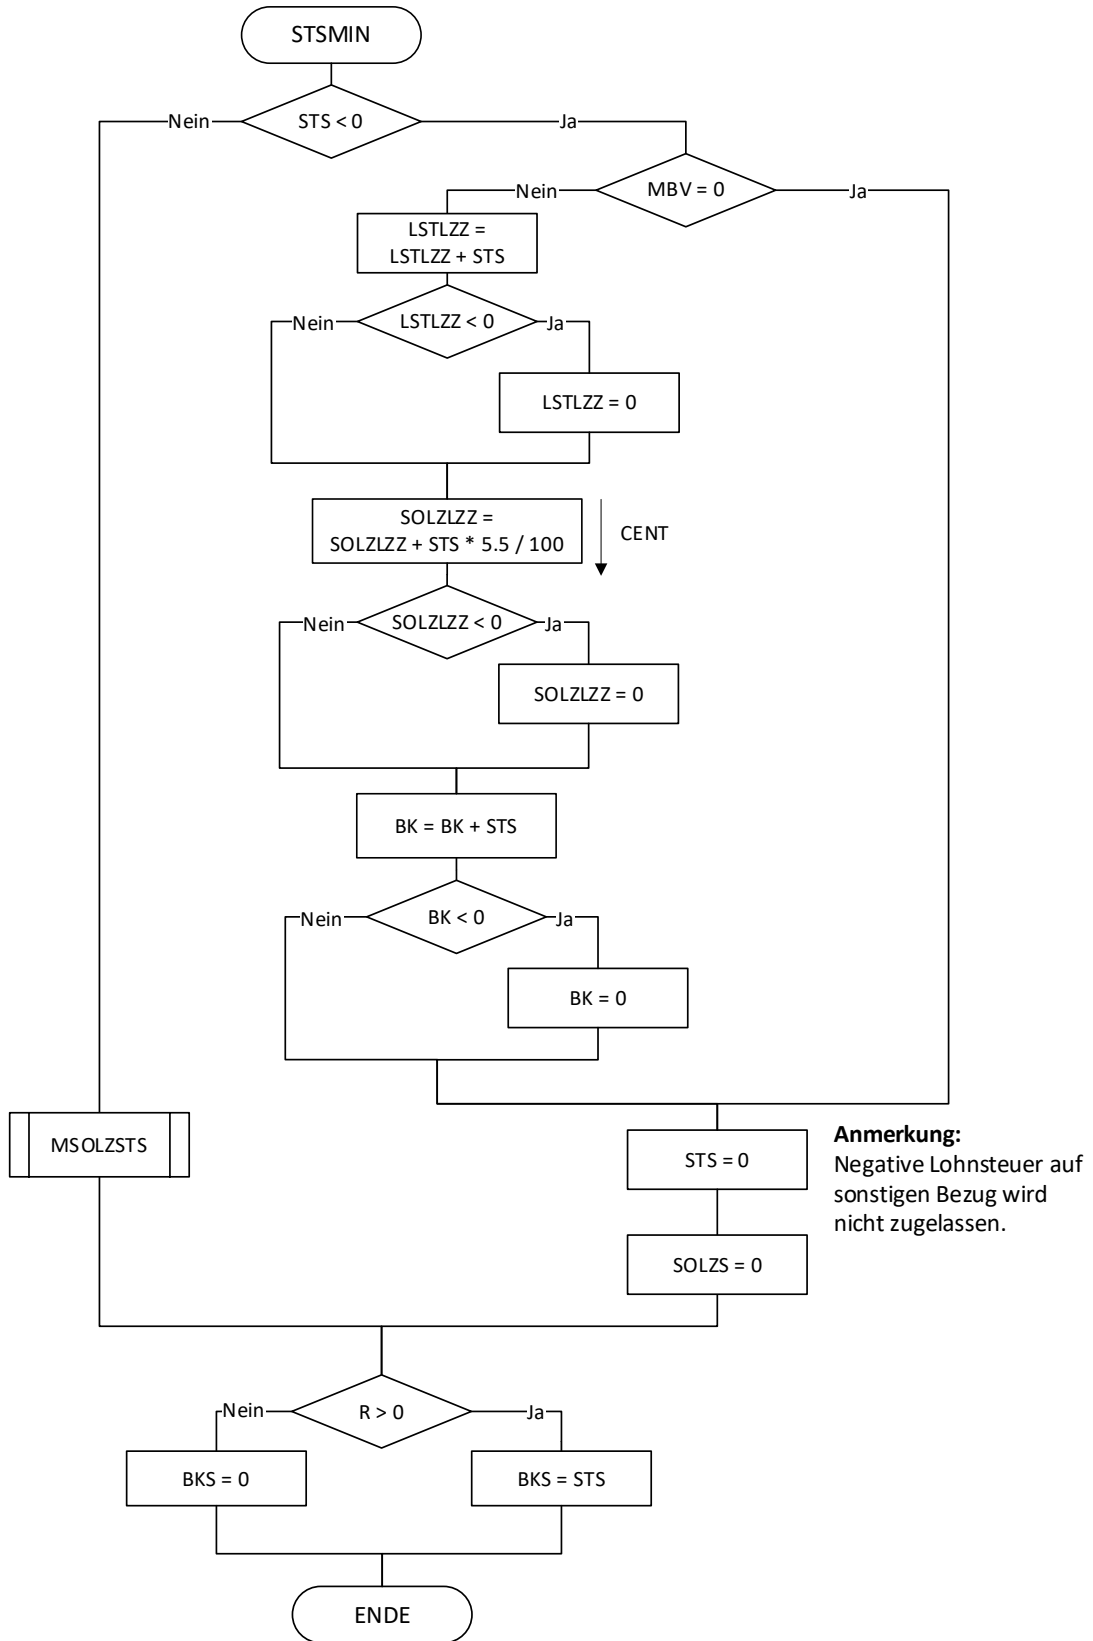 STSMIN
Nein
STS < 0
Ja
Nein
MBV = 0
Ja
LSTLZZ =
LSTLZZ + STS
Nein
LSTLZZ < 0
Ja
LSTLZZ = 0
SOLZLZZ =
SOLZLZZ + STS * 5.5 / 100
CENT
Nein
SOLZLZZ < 0
Ja
SOLZLZZ = 0
BK = BK + STS
Nein
BK < 0
Ja
BK = 0
MSOLZSTS
STS = 0
Anmerkung:
Negative Lohnsteuer auf
sonstigen Bezug wird
nicht zugelassen.
SOLZS = 0
Nein
R > 0
Ja
BKS = 0
BKS = STS
ENDE